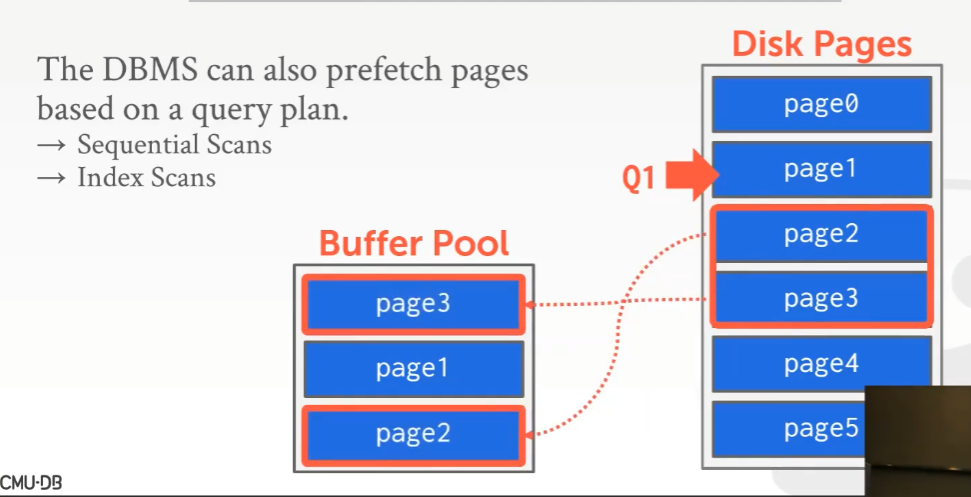 The DBMS can also prefetch pages
based on a query plan.
→ Sequential Scans
→ Index Scans
Disk Pages
page0
Q1
page1
page2
page3
page4
page5
Buffer Pool
page3
page1
page2
CMU·DB